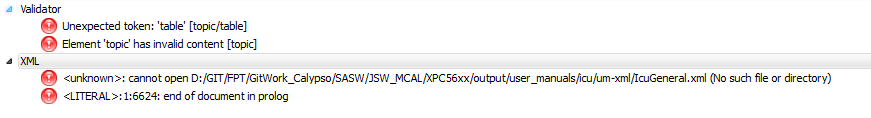 Validator
Unexpected token: 'table' [topic/table]
Element 'topic' has invalid content [topic]
XML
<unknown>: cannot open D:/GIT/FPT/GitWork_Calypso/SASW/JSW_MCAL/XPC56xx/output/user_manuals/icu/um-xml/IcuGeneral.xml (No such file or directory)
<LITERAL>:1:6624: end of document in prolog